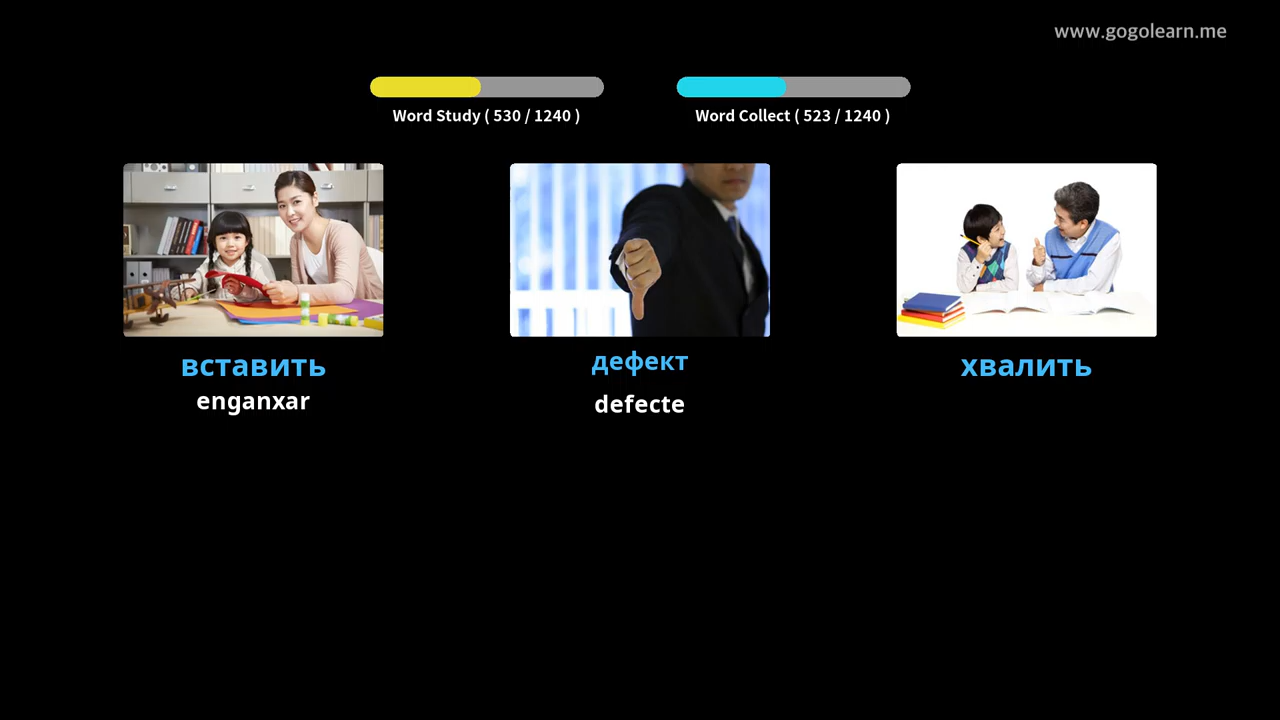 www.gogolearn.me
Word Study ( 530 / 1240 )
Word Collect ( 523 / 1240 )
вставить
enganxar
дефект
defecte
хвалить